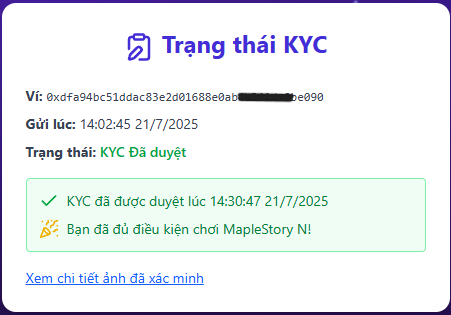 Trạng thái KYC
Ví: 0xdfa94bc51ddac83e2d01688e0ab be090
Gửi lúc: 14:02:45 21/7/2025
Trạng thái: KYC Đã duyệt
KYC đã được duyệt lúc 14:30:47 21/7/2025
Bạn đã đủ điều kiện chơi MapleStory N!
Xem chi tiết ảnh đã xác minh